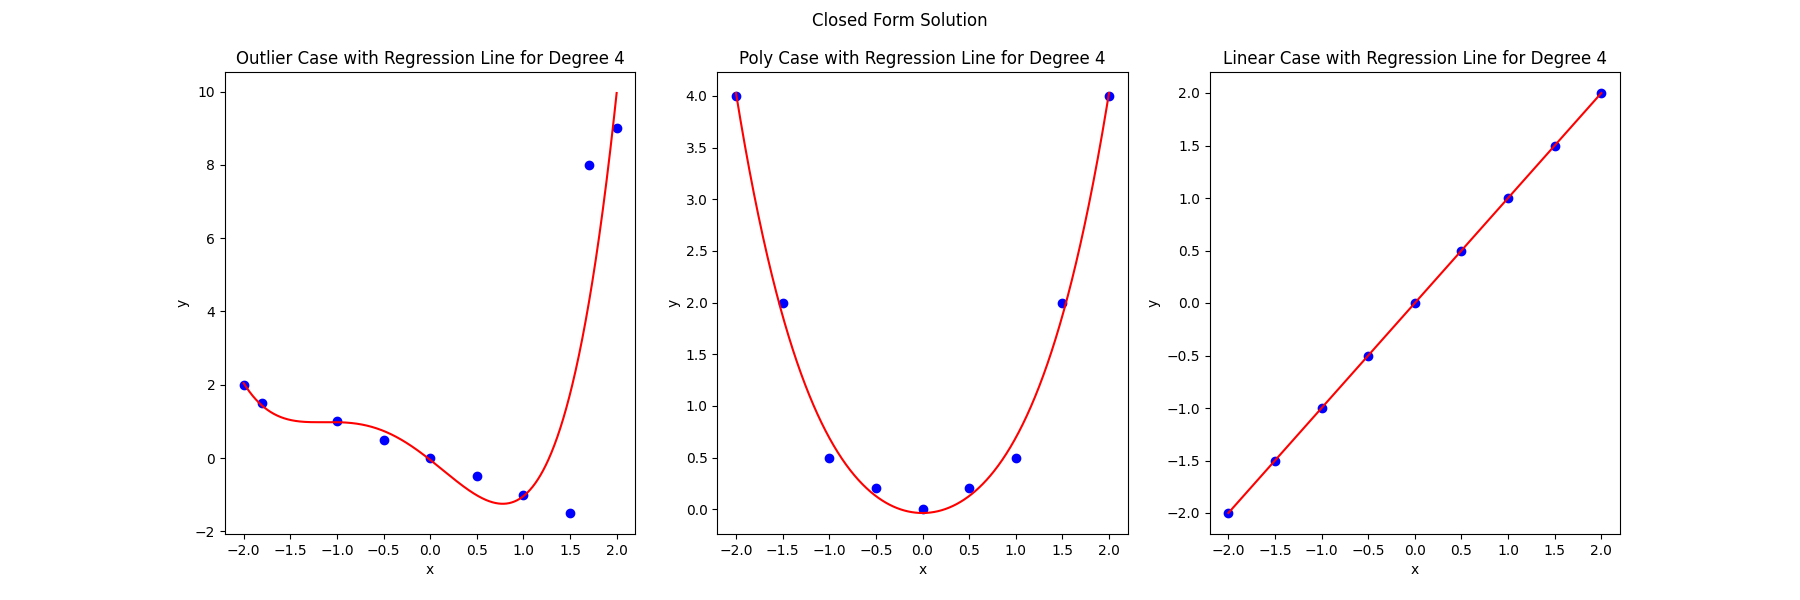 Closed Form Solution
Outlier Case with Regression Line for Degree 4
10
8
6
4
2
0
−2
y
−2.0 −1.5 −1.0 −0.5 0.0 0.5 1.0 1.5 2.0
x
Poly Case with Regression Line for Degree 4
4.0
3.5
3.0
2.5
2.0
1.5
1.0
0.5
0.0
y
−2.0 −1.5 −1.0 −0.5 0.0 0.5 1.0 1.5 2.0
x
Linear Case with Regression Line for Degree 4
2.0
1.5
1.0
0.5
0.0
−0.5
−1.0
−1.5
−2.0
y
−2.0 −1.5 −1.0 −0.5 0.0 0.5 1.0 1.5 2.0
x